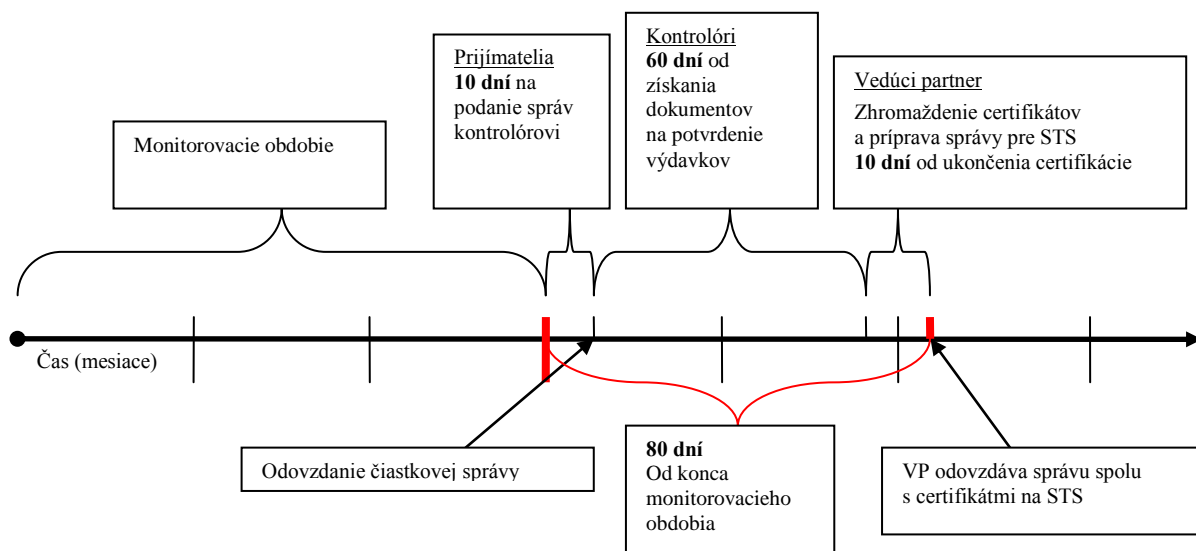 Prijímatelia
10 dní na
podanie správ
kontrolórovi
Kontrolóri
60 dní od
získania
dokumentov
na potvrdenie
výdavkov
Vedúci partner
Zhromaždenie certifikátov
a príprava správy pre STS
10 dní od ukončenia certifikácie
Monitorovacie obdobie
Čas (mesiace)
Odovzdanie čiastkovej správy
80 dní
Od konca
monitorovacieho
obdobia
VP odovzdáva správu spolu
s certifikátmi na STS